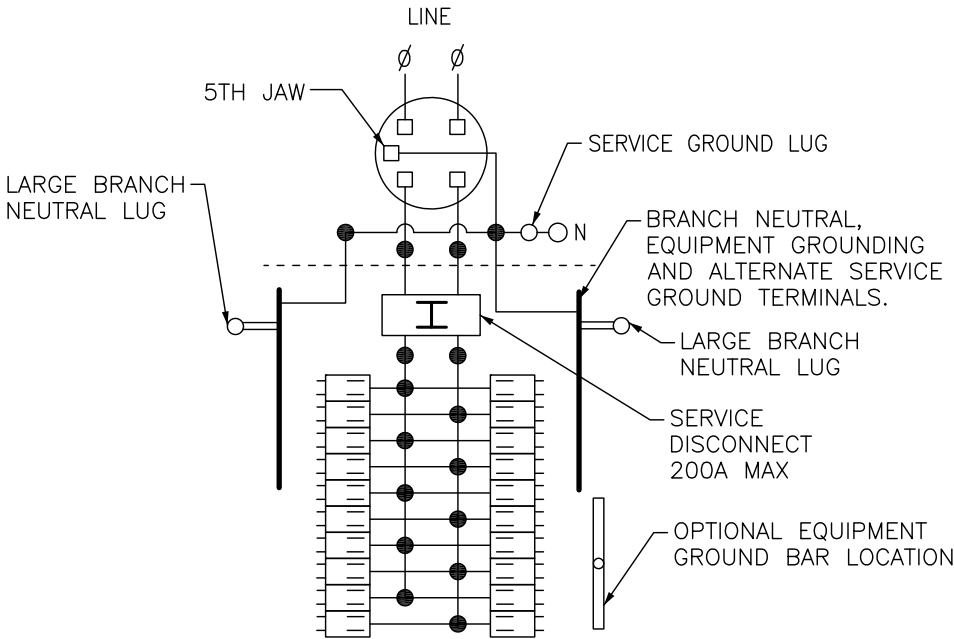 LINE
Ø Ø
5TH JAW
SERVICE GROUND LUG
LARGE BRANCH
NEUTRAL LUG
N
BRANCH NEUTRAL,
EQUIPMENT GROUNDING
AND ALTERNATE SERVICE
GROUND TERMINALS.
LARGE BRANCH
NEUTRAL LUG
SERVICE
DISCONNECT
200A MAX
OPTIONAL EQUIPMENT
GROUND BAR LOCATION